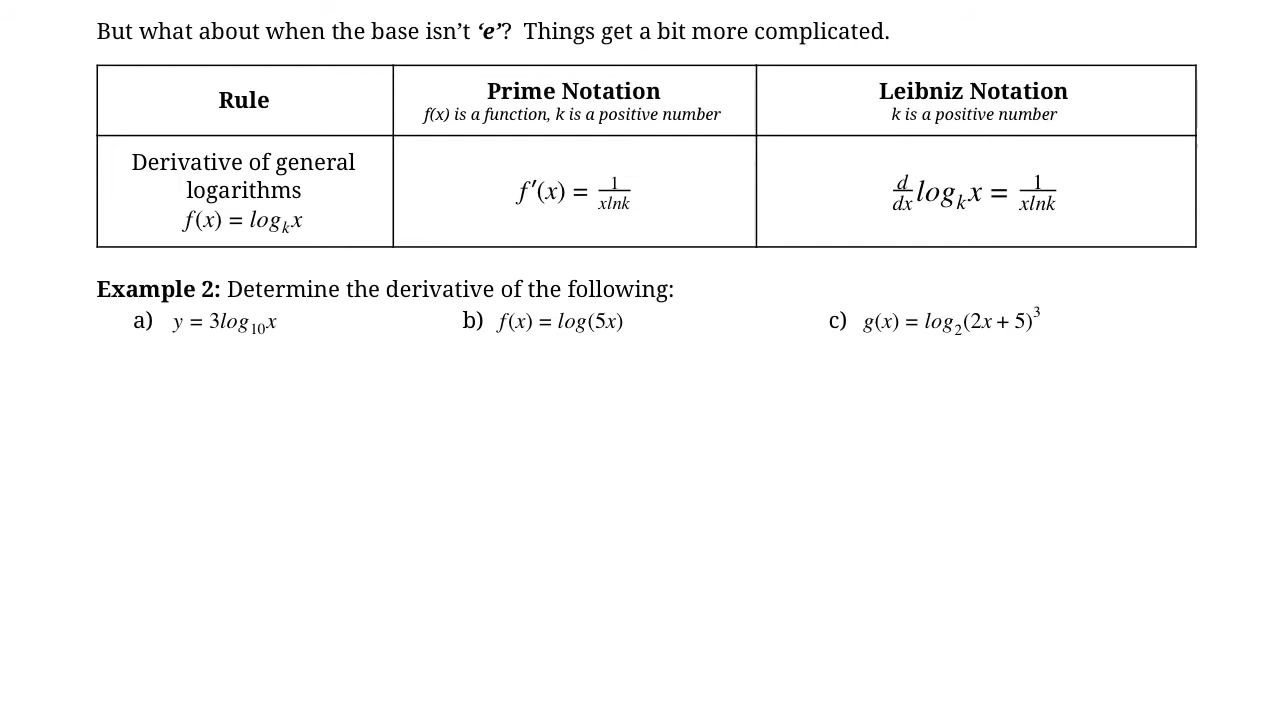 But what about when the base isn’t ‘e’?  Things get a bit more complicated.
Rule
Prime Notation
f(x) is a function, k is a positive number
Leibniz Notation
k is a positive number
Derivative of general
logarithms
f(x) = log_k x
f′(x) = 1/(xlnk)
d/dx log_k x = 1/(xlnk)
Example 2: Determine the derivative of the following:
a) y = 3log₁₀x b) f(x) = log(5x) c) g(x) = log₂(2x + 5)³